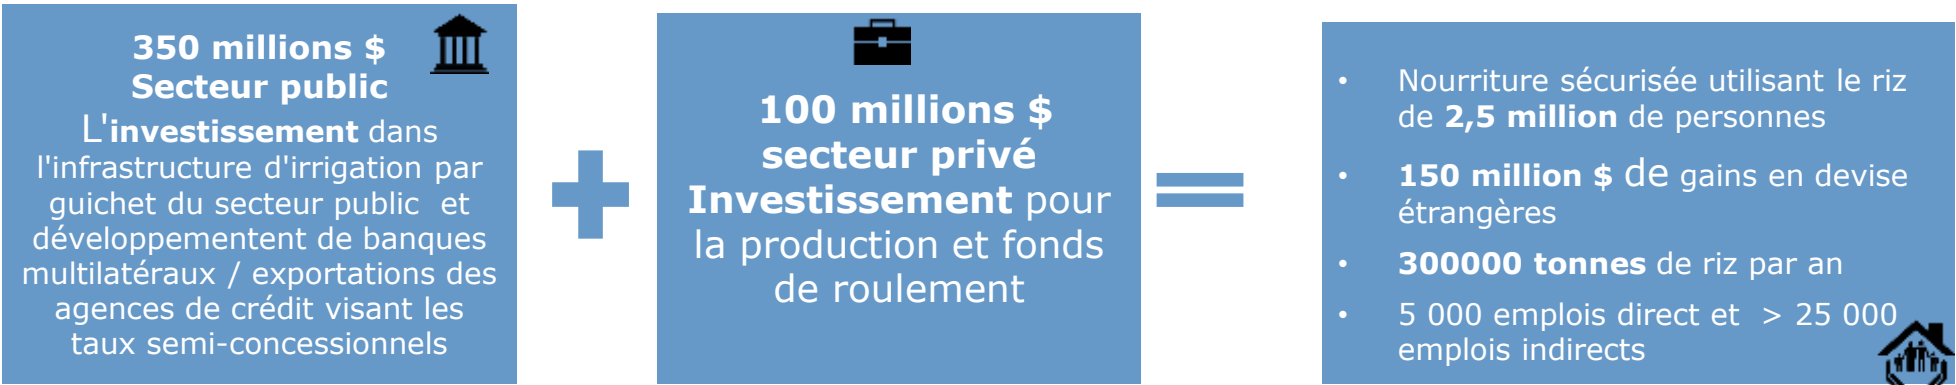 350 millions $
Secteur public
L'investissement dans
l'infrastructure d'irrigation par
guichet du secteur public et
développementent de banques
multilatéraux / exportations des
agences de crédit visant les
taux semi-concessionnels
100 millions $
secteur privé
Investissement pour
la production et fonds
de roulement
• Nourriture sécurisée utilisant le riz
de 2,5 million de personnes
• 150 million $ de gains en devise
étrangères
• 300000 tonnes de riz par an
• 5 000 emplois direct et > 25 000
emplois indirects